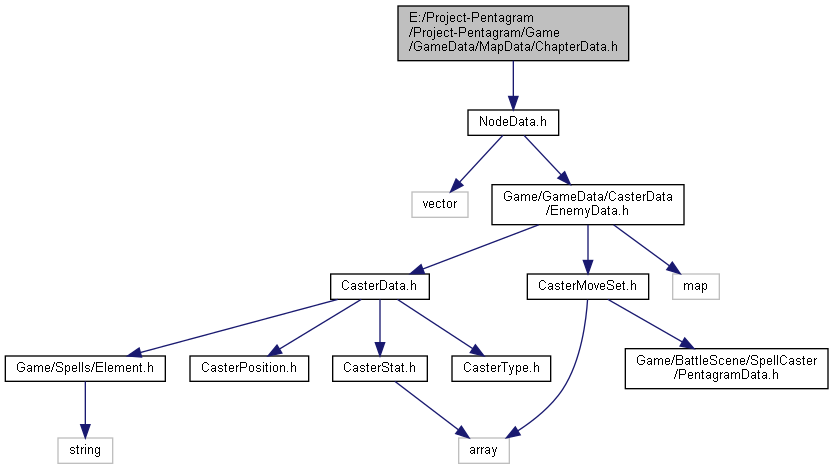 E:/Project-Pentagram
/Project-Pentagram/Game
/GameData/MapData/ChapterData.h
NodeData.h
vector
Game/GameData/CasterData
/EnemyData.h
CasterData.h
CasterMoveSet.h
map
Game/Spells/Element.h
CasterPosition.h
CasterStat.h
CasterType.h
Game/BattleScene/SpellCaster
/PentagramData.h
string
array